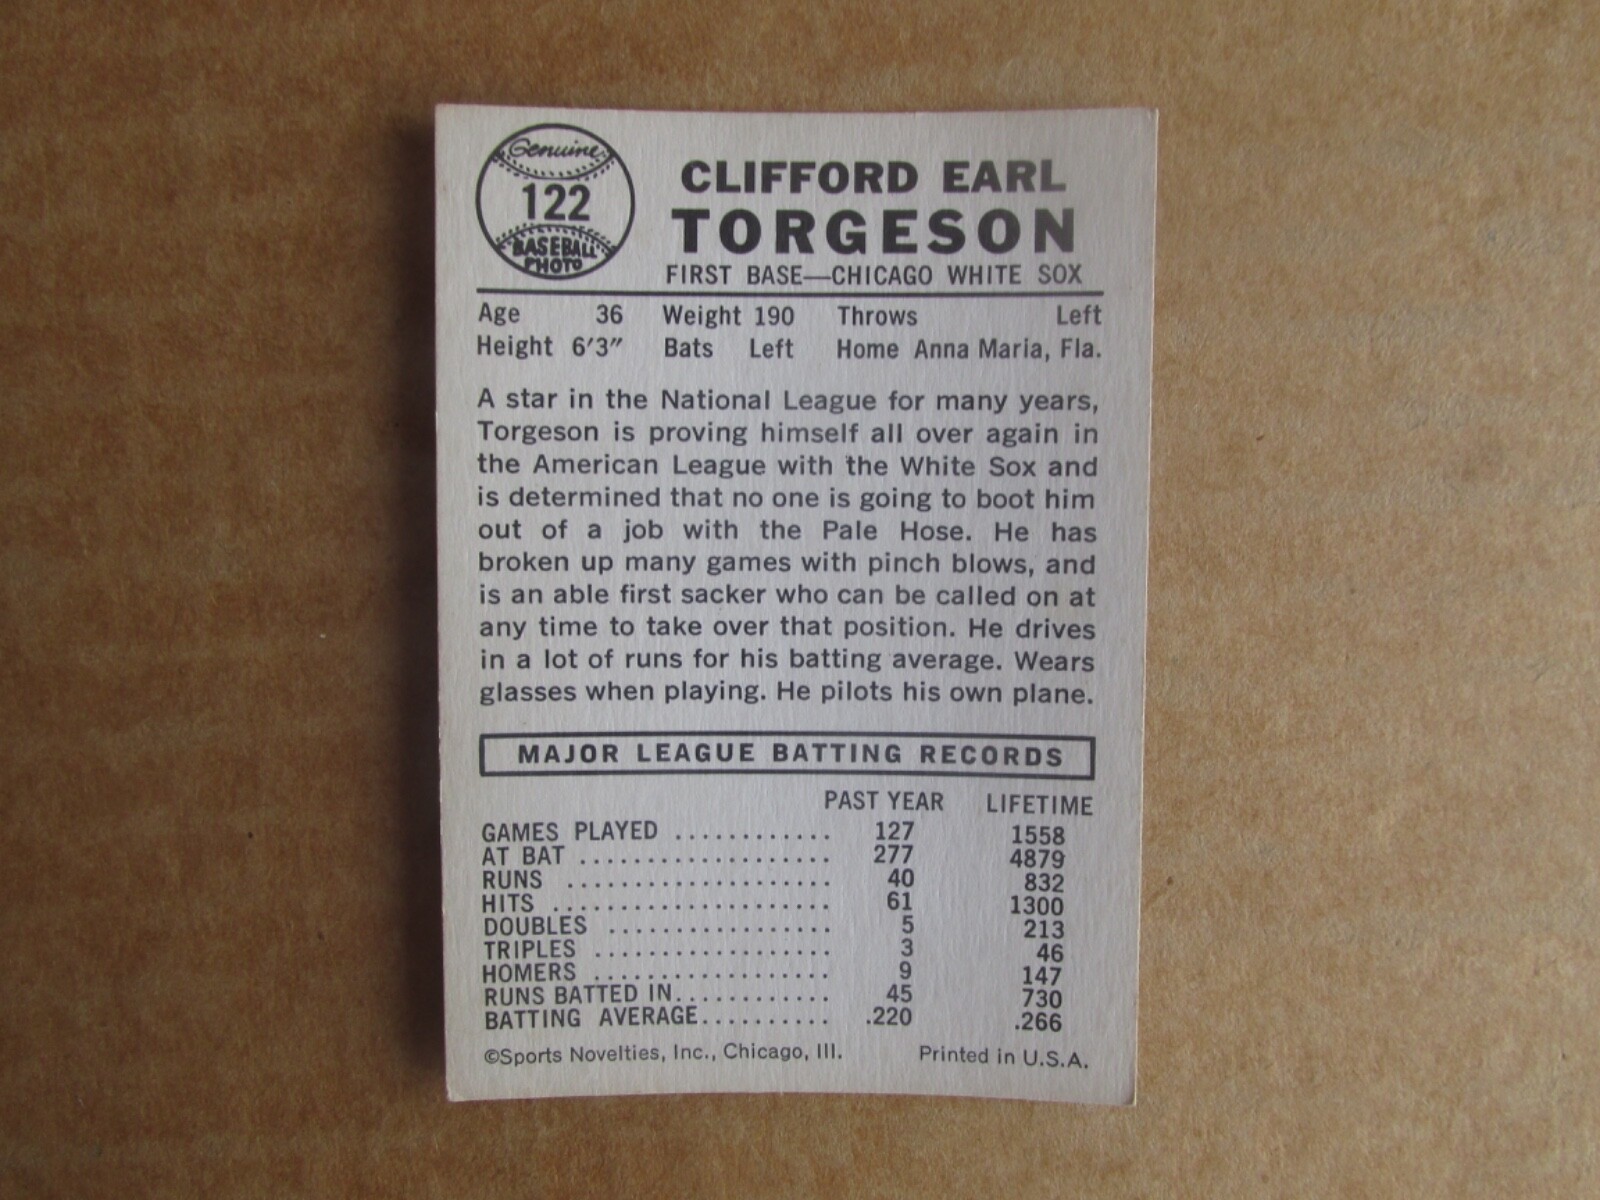 Genuine
122
BASEBALL
PHOTO
CLIFFORD EARL
TORGESON
FIRST BASE—CHICAGO WHITE SOX
Age 36 Weight 190 Throws Left
Height 6'3" Bats Left Home Anna Maria, Fla.
A star in the National League for many years,
Torgeson is proving himself all over again in
the American League with the White Sox and
is determined that no one is going to boot him
out of a job with the Pale Hose. He has
broken up many games with pinch blows, and
is an able first sacker who can be called on at
any time to take over that position. He drives
in a lot of runs for his batting average. Wears
glasses when playing. He pilots his own plane.
MAJOR LEAGUE BATTING RECORDS
PAST YEAR LIFETIME
GAMES PLAYED ............ 127 1558
AT BAT ................... 277 4879
RUNS .................... 40 832
HITS ..................... 61 1300
DOUBLES ................. 5 213
TRIPLES .................. 3 46
HOMERS .................. 9 147
RUNS BATTED IN............ 45 730
BATTING AVERAGE.......... .220 .266
©Sports Novelties, Inc., Chicago, Ill. Printed in U.S.A.